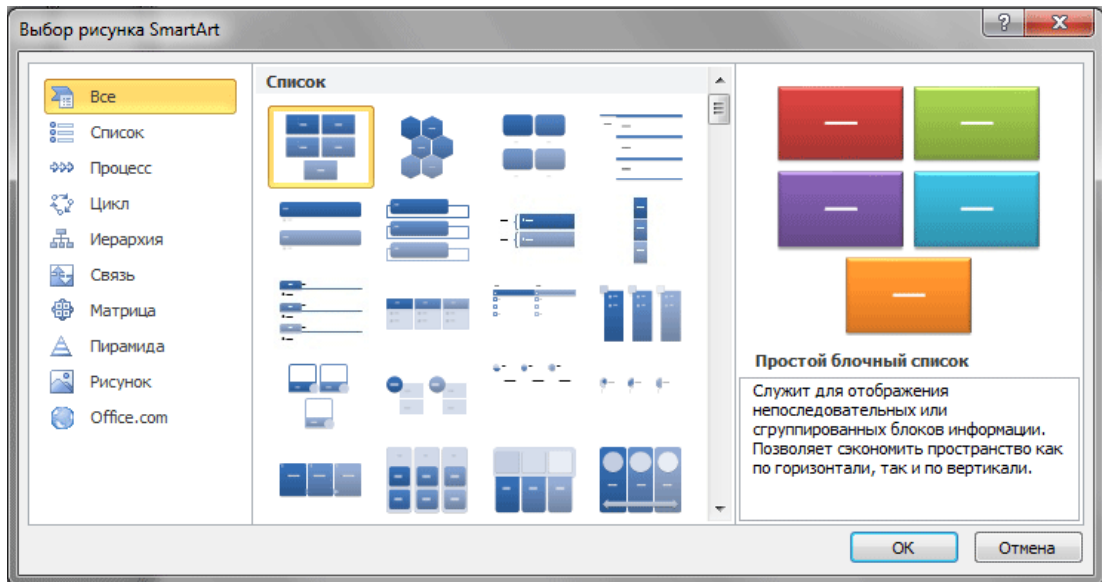 Выбор рисунка SmartArt
Все
Список
Процесс
Цикл
Иерархия
Связь
Матрица
Пирамида
Рисунок
Office.com
Список
Простой блочный список
Служит для отображения
непоследовательных или
сгруппированных блоков информации.
Позволяет сэкономить пространство как
по горизонтали, так и по вертикали.
ОК
Отмена